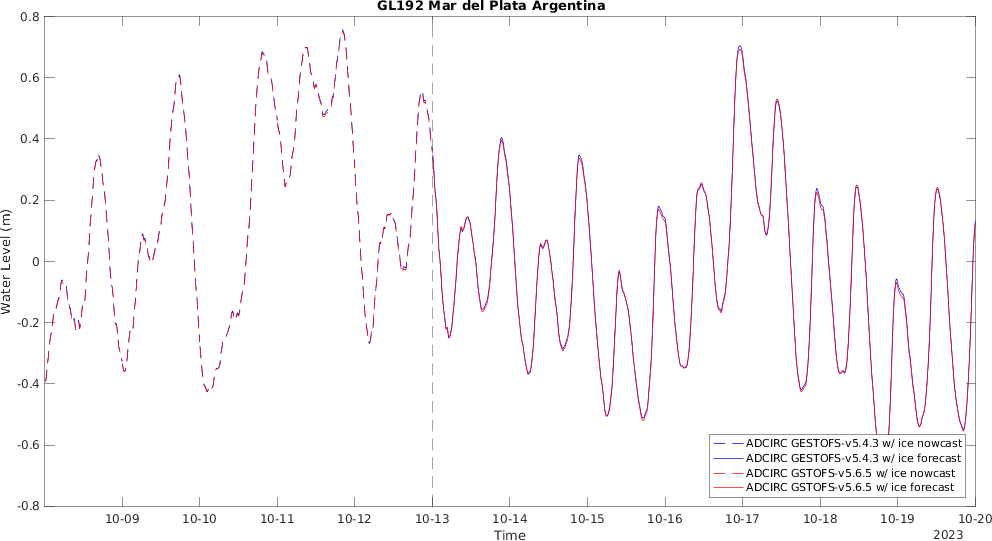 GL192 Mar del Plata Argentina
0.8
0.6
0.4
0.2
0
-0.2
-0.4
-0.6
-0.8
Water Level (m)
ADCIRC GESTOFS-v5.4.3 w/ ice nowcast
ADCIRC GESTOFS-v5.4.3 w/ ice forecast
ADCIRC GSTOFS-v5.6.5 w/ ice nowcast
ADCIRC GSTOFS-v5.6.5 w/ ice forecast
10-09 10-10 10-11 10-12 10-13 10-14 10-15 10-16 10-17 10-18 10-19 10-20
Time
2023